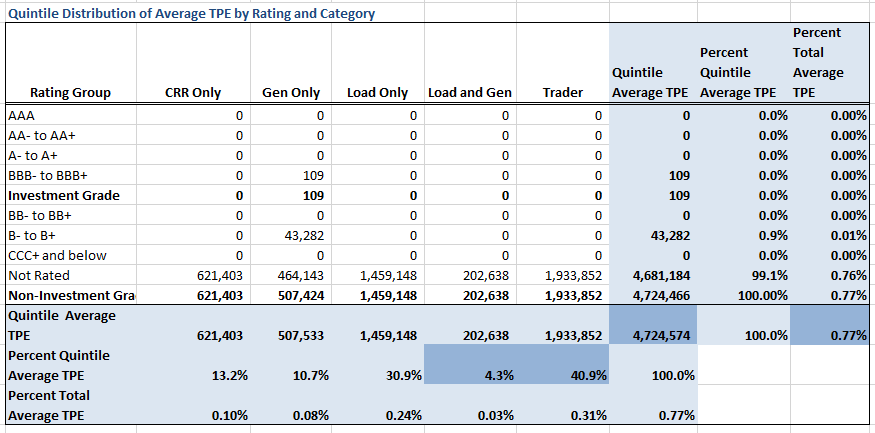 Quintile Distribution of Average TPE by Rating and Category
Percent
Percent Total
Quintile Quintile Average
Rating Group CRR Only Gen Only Load Only Load and Gen Trader Average TPE Average TPE TPE
AAA 0 0 0 0 0 0 0.0% 0.00%
AA- to AA+ 0 0 0 0 0 0 0.0% 0.00%
A- to A+ 0 0 0 0 0 0 0.0% 0.00%
BBB- to BBB+ 0 109 0 0 0 109 0.0% 0.00%
Investment Grade 0 109 0 0 0 109 0.0% 0.00%
BB- to BB+ 0 0 0 0 0 0 0.0% 0.00%
B- to B+ 0 43,282 0 0 0 43,282 0.9% 0.01%
CCC+ and below 0 0 0 0 0 0 0.0% 0.00%
Not Rated 621,403 464,143 1,459,148 202,638 1,933,852 4,681,184 99.1% 0.76%
Non-Investment Gra 621,403 507,424 1,459,148 202,638 1,933,852 4,724,466 100.00% 0.77%
Quintile Average
TPE 621,403 507,533 1,459,148 202,638 1,933,852 4,724,574 100.0% 0.77%
Percent Quintile
Average TPE 13.2% 10.7% 30.9% 4.3% 40.9% 100.0%
Percent Total
Average TPE 0.10% 0.08% 0.24% 0.03% 0.31% 0.77%